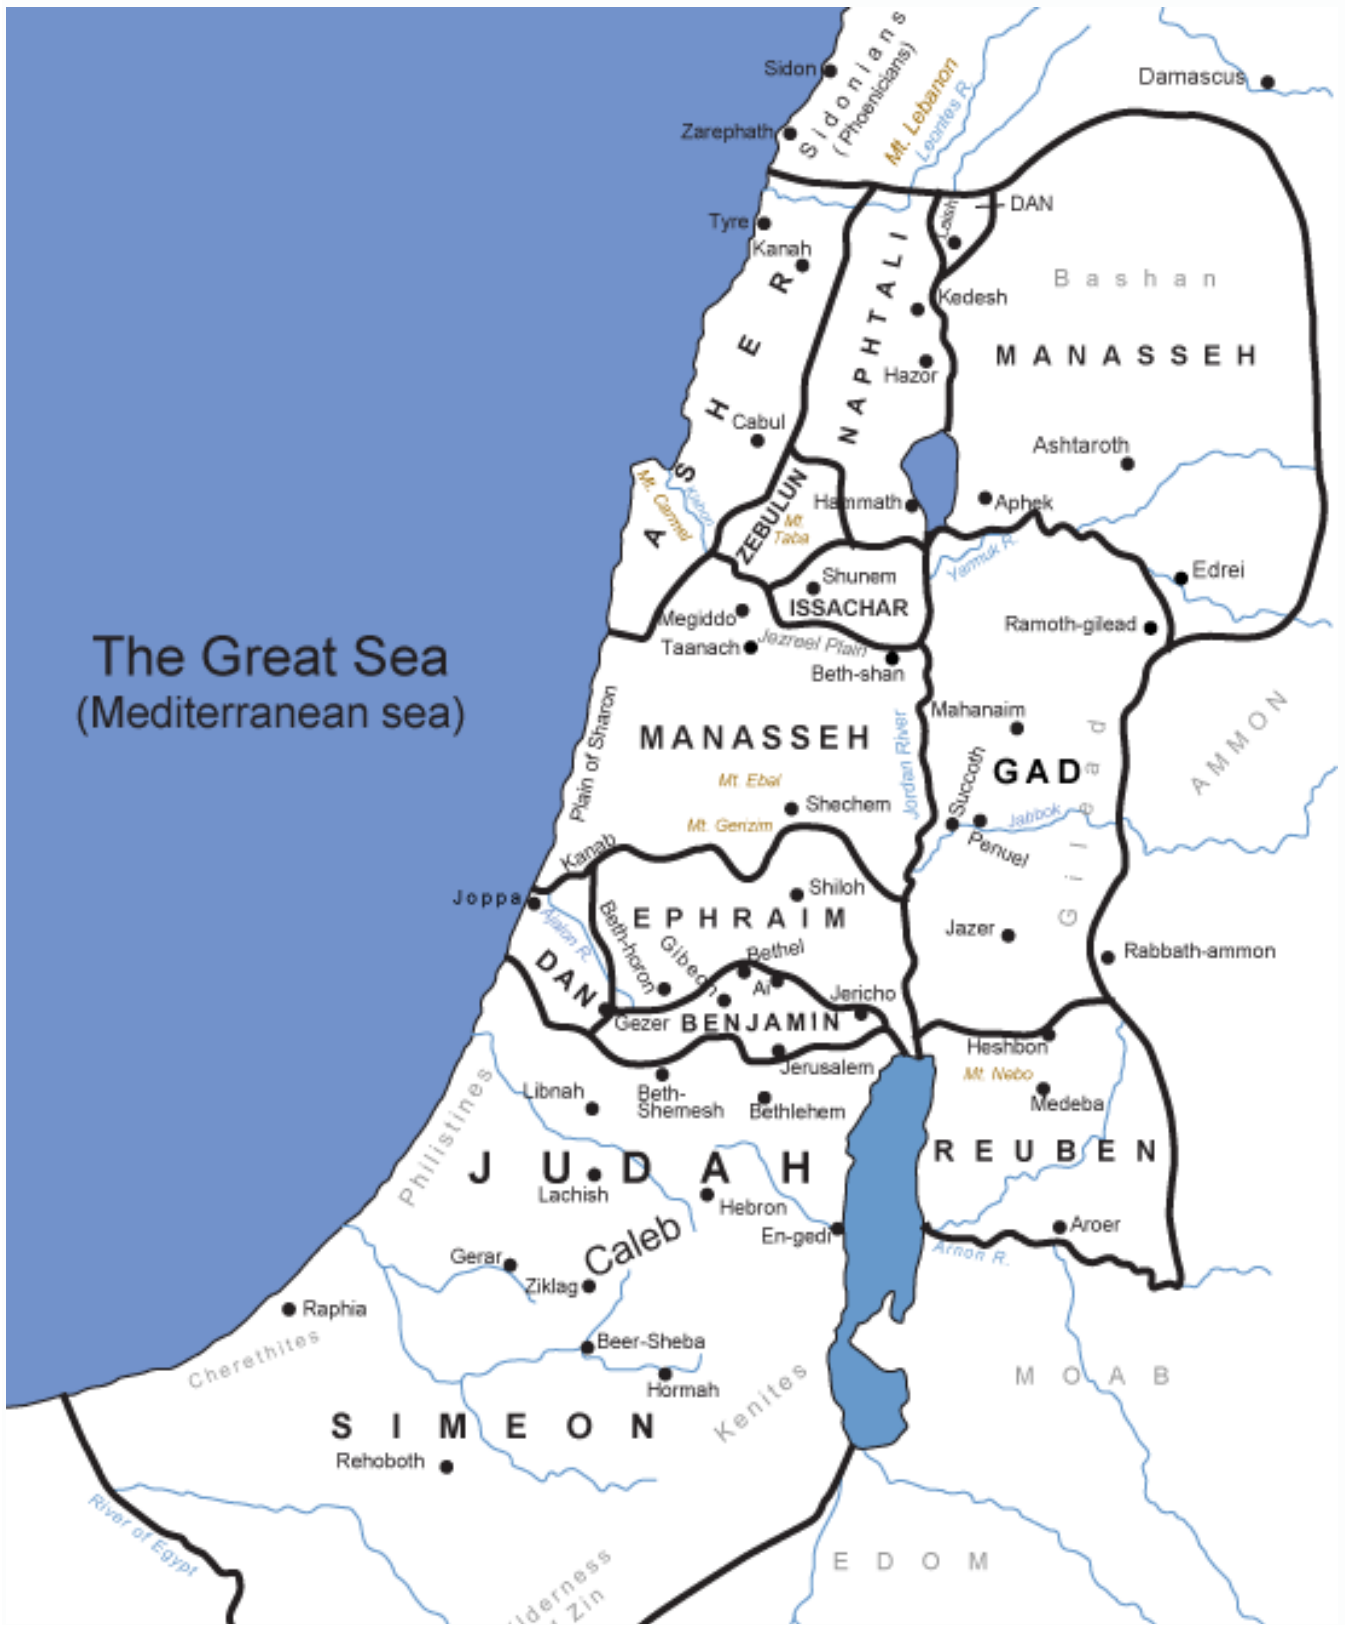 Sidonians
(Phoenicians)
Sidon
Mt. Lebanon
Leontes R.
Damascus
Zarephath
Tyre
Kanah
Laish
DAN
Bashan
NAPHTALI
Kedesh
MANASSEH
Hazor
ASHER
Cabul
Ashtaroth
Mt. Carmel
Kishon
ZEBULUN
Mt.
Taba
Hammath
Aphek
Yarmuk R.
Edrei
Shunem
ISSACHAR
Megiddo
Taanach
Jezreel Plain
Beth-shan
Ramoth-gilead
The Great Sea
(Mediterranean sea)
Plain of Sharon
MANASSEH
Jordan River
Mahanaim
GAD
Gilead
AMMON
Mt. Ebal
Shechem
Mt. Gerizim
Succoth
Jabbok
Penuel
Kanab
Joppa
Ajalon R.
Shiloh
EPHRAIM
Beth-horon
Gibeon
Bethel
Ai
Jazer
Rabbath-ammon
DAN
Gezer
BENJAMIN
Jericho
Jerusalem
Heshbon
Mt. Nebo
Medeba
Philistines
Libnah
Beth-
Shemesh
Bethlehem
JUDAH
REUBEN
Lachish
Hebron
En-gedi
Aroer
Arnon R.
Caleb
Gerar
Ziklag
Raphia
Cherethites
Beer-Sheba
Hormah
Kenites
MOAB
SIMEON
Rehoboth
River of Egypt
EDOM
Zin